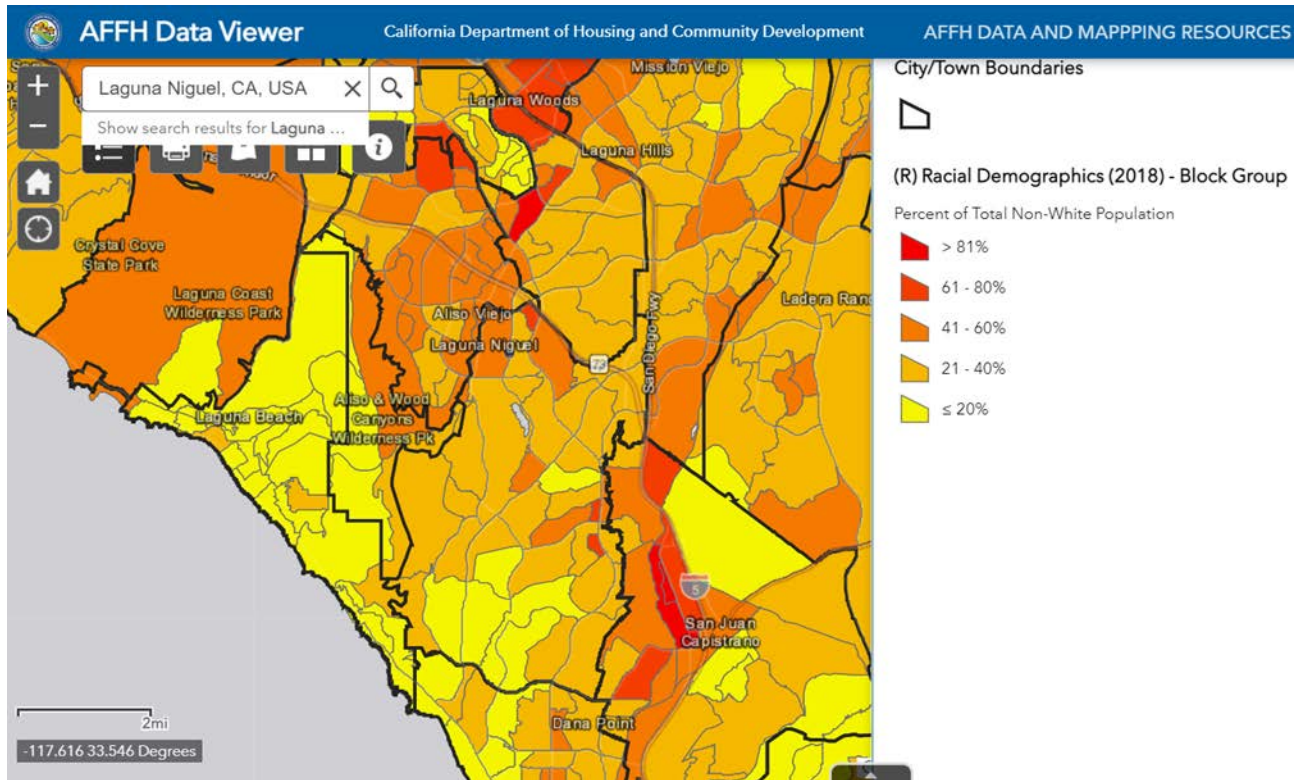 AFFH Data Viewer
California Department of Housing and Community Development
AFFH DATA AND MAPPPING RESOURCES
+
−
Laguna Niguel, CA, USA
Show search results for Laguna ...
Mission Viejo
Laguna Woods
Laguna Hills
Crystal Cove
State Park
Laguna Coast
Wilderness Park
Ladera Ran
Aliso Viejo
Laguna Niguel
73
San Diego Fwy
Laguna Beach
Aliso & Wood
Canyons
Wilderness Pk
5
San Juan
Capistrano
Dana Point
2mi
-117.616 33.546 Degrees
City/Town Boundaries
(R) Racial Demographics (2018) - Block Group
Percent of Total Non-White Population
> 81%
61 - 80%
41 - 60%
21 - 40%
≤ 20%